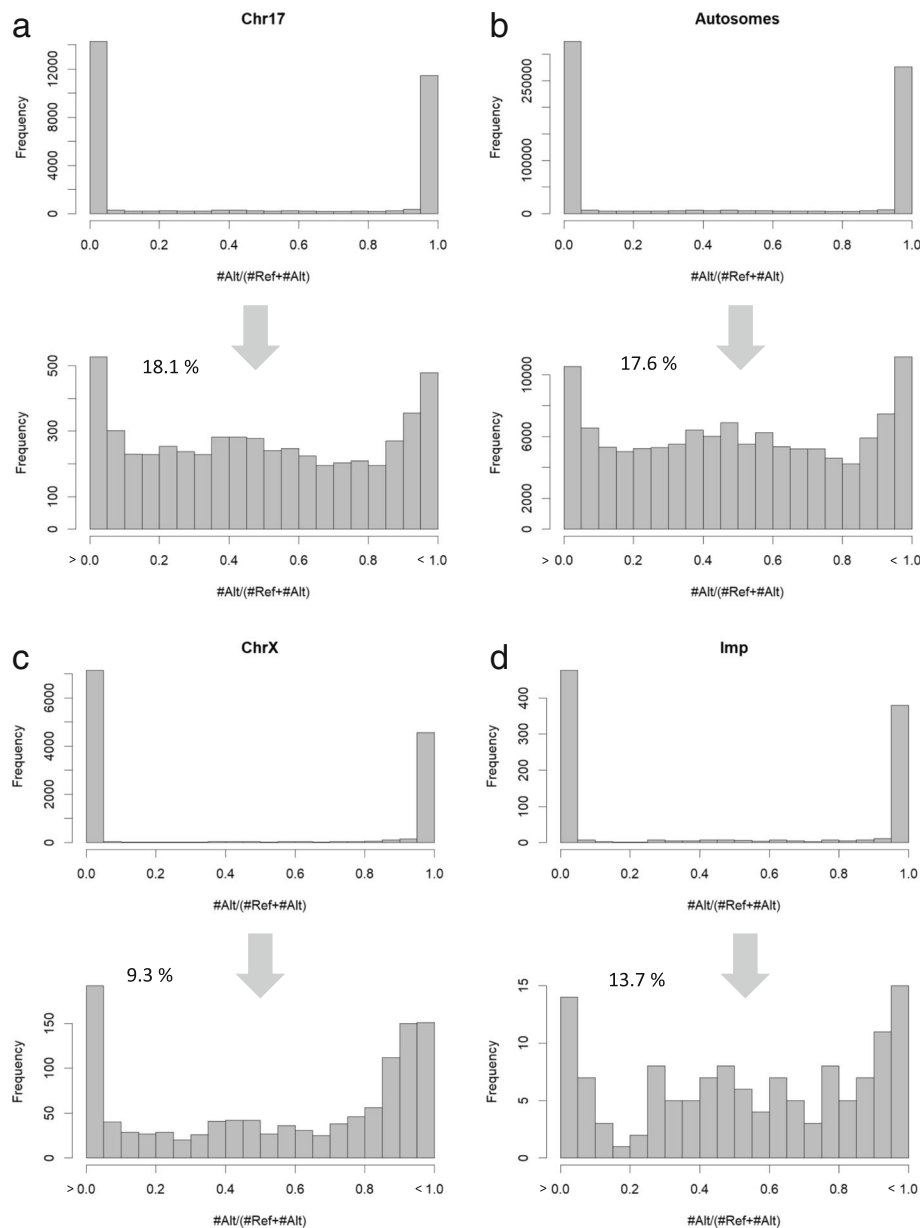 a
Chr17
Frequency
0 4000 8000 12000
0.0 0.2 0.4 0.6 0.8 1.0
#Alt/(#Ref+#Alt)
18.1 %
Frequency
0 100 300 500
> 0.0 0.2 0.4 0.6 0.8 < 1.0
#Alt/(#Ref+#Alt)
b
Autosomes
Frequency
0 100000 250000
0.0 0.2 0.4 0.6 0.8 1.0
#Alt/(#Ref+#Alt)
17.6 %
Frequency
0 2000 6000 10000
> 0.0 0.2 0.4 0.6 0.8 < 1.0
#Alt/(#Ref+#Alt)
c
ChrX
Frequency
0 2000 4000 6000
0.0 0.2 0.4 0.6 0.8 1.0
#Alt/(#Ref+#Alt)
9.3 %
Frequency
0 50 100 150
> 0.0 0.2 0.4 0.6 0.8 < 1.0
#Alt/(#Ref+#Alt)
d
Imp
Frequency
0 100 200 300 400
0.0 0.2 0.4 0.6 0.8 1.0
#Alt/(#Ref+#Alt)
13.7 %
Frequency
0 5 10 15
> 0.0 0.2 0.4 0.6 0.8 < 1.0
#Alt/(#Ref+#Alt)